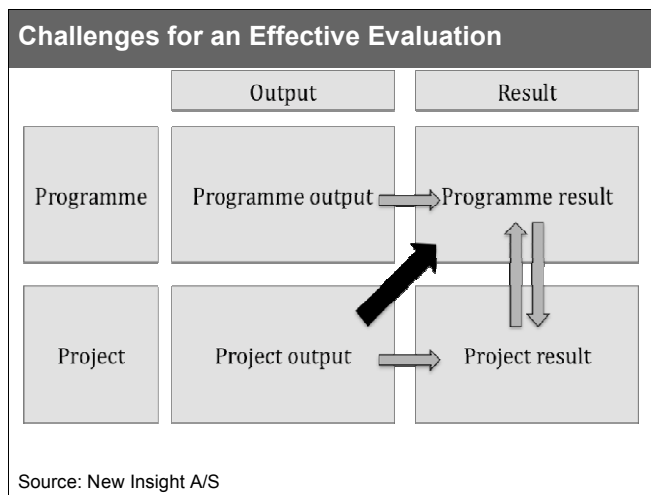 Challenges for an Effective Evaluation
Output
Result
Programme
Programme output
Programme result
Project
Project output
Project result
Source: New Insight A/S